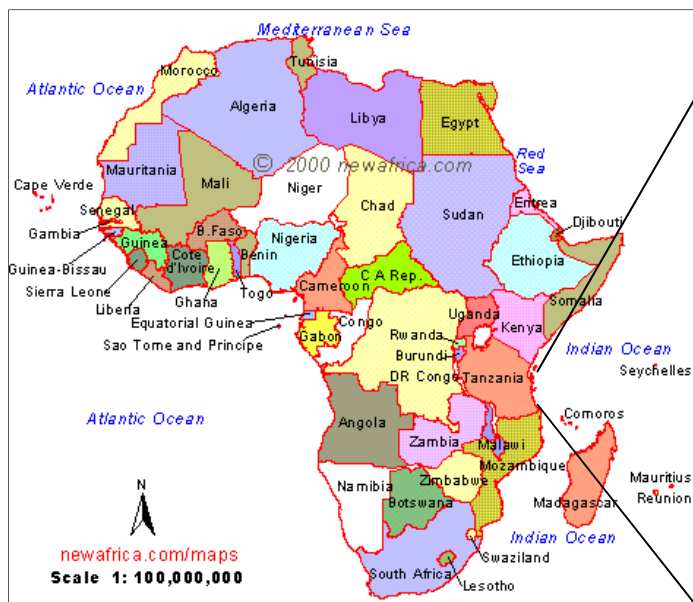 Mediterranean Sea
Tunisia
Morocco
Atlantic Ocean
Algeria
Libya
Egypt
Red
Sea
Mauritania
© 2000 newafrica.com
Mali
Niger
Cape Verde
Chad
Sudan
Eritrea
Senegal
Gambia
Djibouti
B.Faso
Guinea
Nigeria
Cote
d'Ivoire
Benin
Ethiopia
Guinea-Bissau
C A Rep.
Sierra Leone
Cameroon
Togo
Ghana
Somalia
Liberia
Equatorial Guinea
Congo
Uganda
Kenya
Sao Tome and Principe
Gabon
Rwanda
Indian Ocean
Burundi
Seychelles
DR Congo
Tanzania
Atlantic Ocean
Angola
Comoros
Zambia
Malawi
Mozambique
Zimbabwe
Namibia
Mauritius
Botswana
Madagascar
Reunion
N
Indian Ocean
newafrica.com/maps
Swaziland
Scale 1: 100,000,000
South Africa
Lesotho